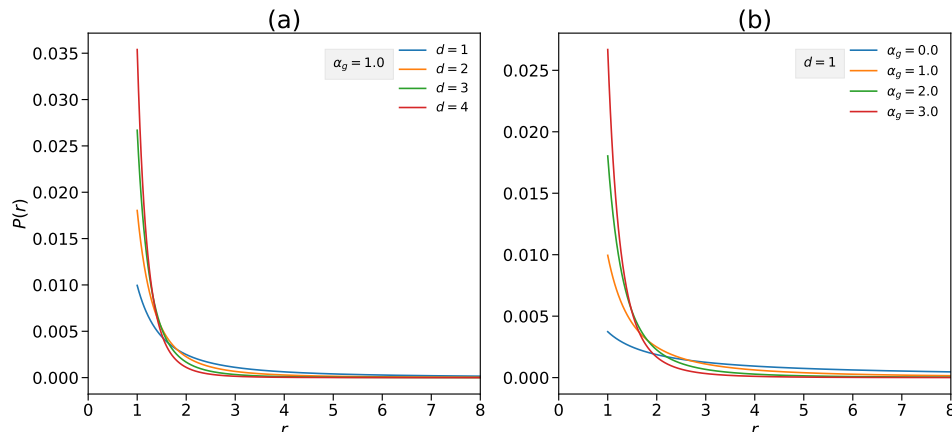 (a)
P(r)
0.035
0.030
0.025
0.020
0.015
0.010
0.005
0.000
α_g = 1.0
d = 1
d = 2
d = 3
d = 4
0 1 2 3 4 5 6 7 8
r
(b)
0.025
0.020
0.015
0.010
0.005
0.000
d = 1
α_g = 0.0
α_g = 1.0
α_g = 2.0
α_g = 3.0
0 1 2 3 4 5 6 7 8
r